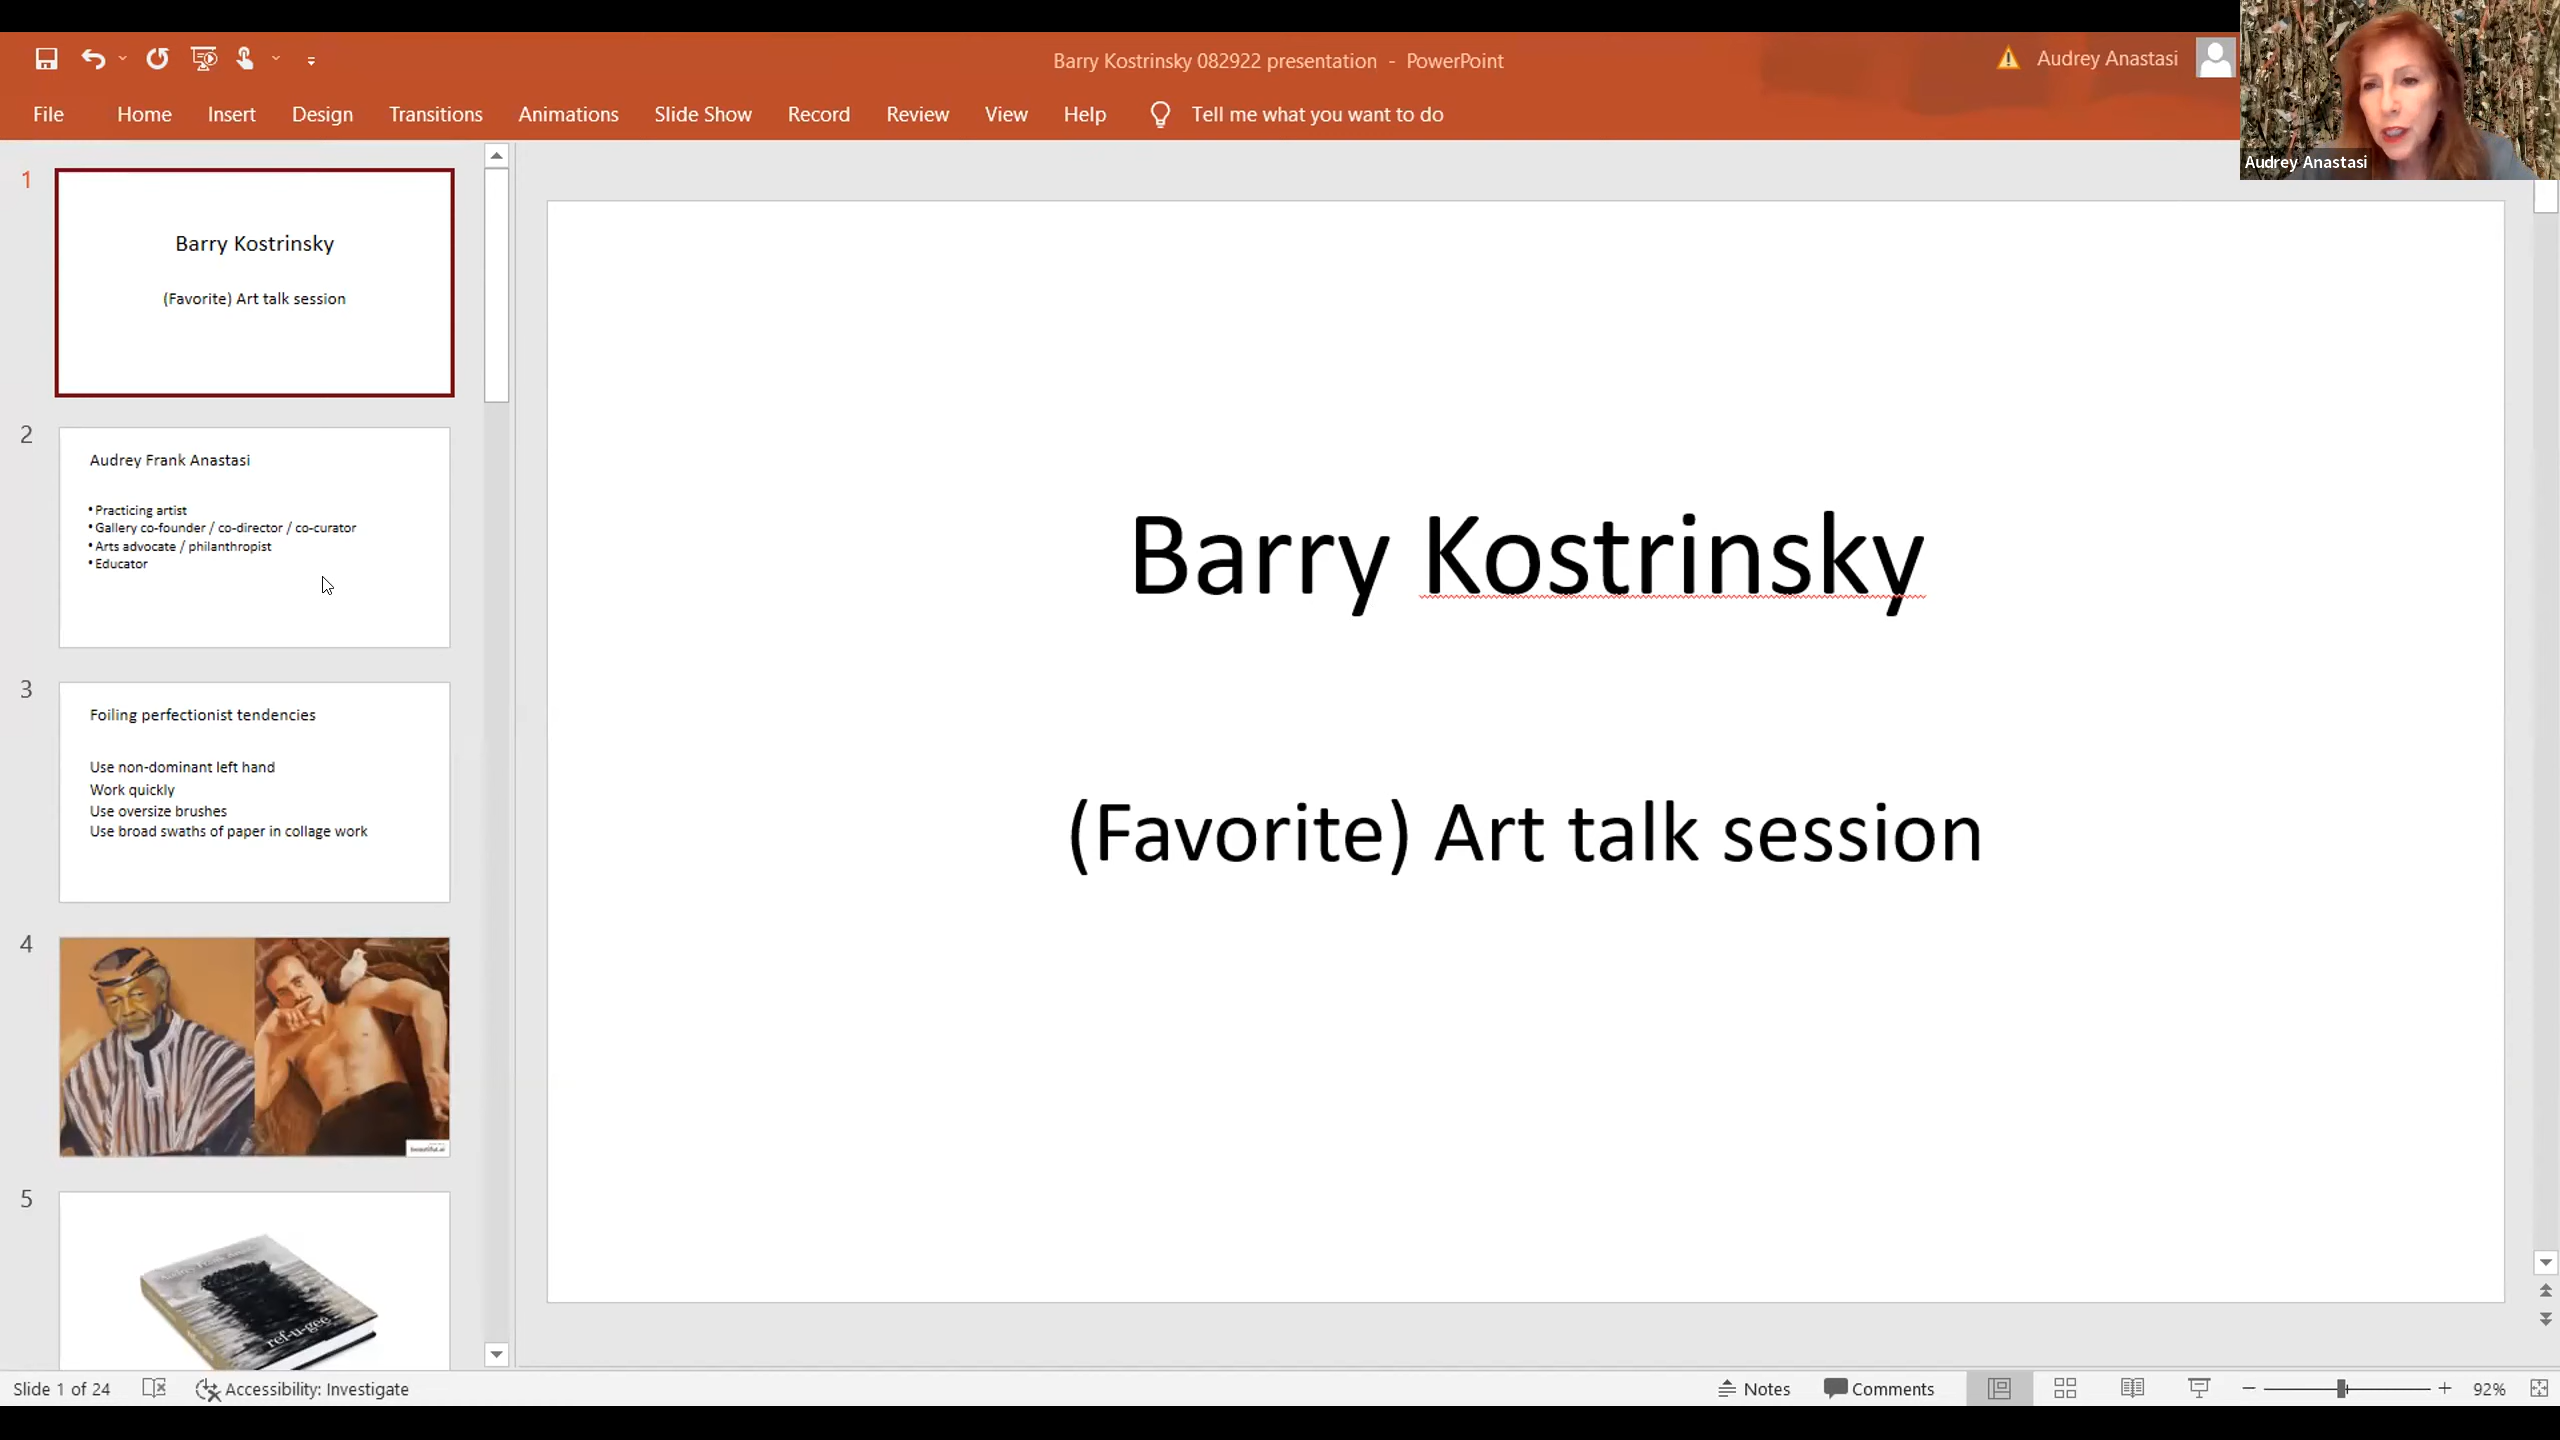 Barry Kostrinsky 082922 presentation - PowerPoint
Audrey Anastasi
File Home Insert Design Transitions Animations Slide Show Record Review View Help Tell me what you want to do
Audrey Anastasi
1
Barry Kostrinsky
(Favorite) Art talk session
2
Audrey Frank Anastasi
• Practicing artist
• Gallery co-founder / co-director / co-curator
• Arts advocate / philanthropist
• Educator
3
Foiling perfectionist tendencies
Use non-dominant left hand
Work quickly
Use oversize brushes
Use broad swaths of paper in collage work
4
beautiful.ai
5
ref-u-gee
Barry Kostrinsky
(Favorite) Art talk session
Slide 1 of 24 Accessibility: Investigate Notes Comments 92%